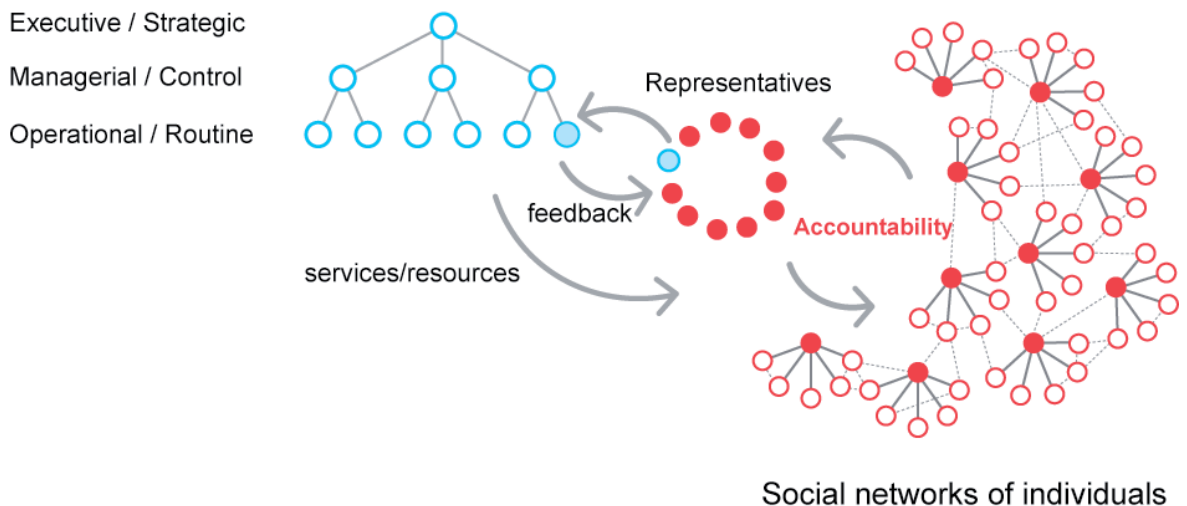 Executive / Strategic
Managerial / Control
Operational / Routine
Representatives
feedback
Accountability
services/resources
Social networks of individuals